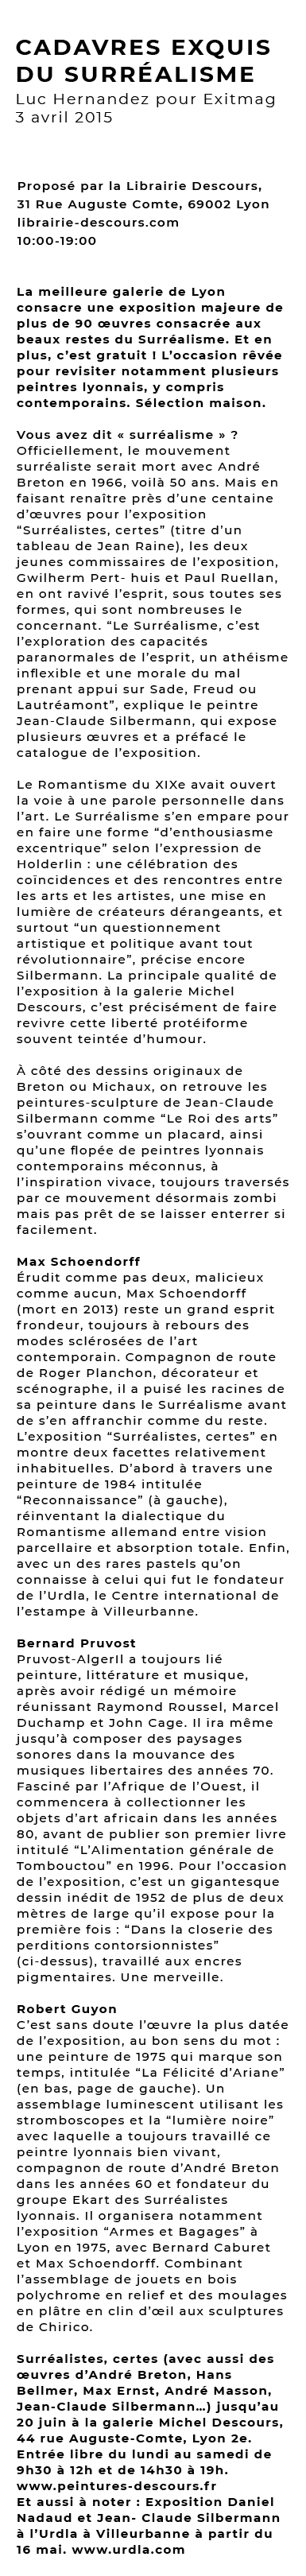 CADAVRES EXQUIS
DU SURRÉALISME
Luc Hernandez pour Exitmag
3 avril 2015
Proposé par la Librairie Descours,
31 Rue Auguste Comte, 69002 Lyon
librairie-descours.com
10:00-19:00
La meilleure galerie de Lyon
consacre une exposition majeure de
plus de 90 œuvres consacrée aux
beaux restes du Surréalisme. Et en
plus, c’est gratuit ! L’occasion rêvée
pour revisiter notamment plusieurs
peintres lyonnais, y compris
contemporains. Sélection maison.
Vous avez dit « surréalisme » ?
Officiellement, le mouvement
surréaliste serait mort avec André
Breton en 1966, voilà 50 ans. Mais en
faisant renaître près d’une centaine
d’œuvres pour l’exposition
“Surréalistes, certes” (titre d’un
tableau de Jean Raine), les deux
jeunes commissaires de l’exposition,
Gwilherm Pert- huis et Paul Ruellan,
en ont ravivé l’esprit, sous toutes ses
formes, qui sont nombreuses le
concernant. “Le Surréalisme, c’est
l’exploration des capacités
paranormales de l’esprit, un athéisme
inflexible et une morale du mal
prenant appui sur Sade, Freud ou
Lautréamont”, explique le peintre
Jean-Claude Silbermann, qui expose
plusieurs œuvres et a préfacé le
catalogue de l’exposition.
Le Romantisme du XIXe avait ouvert
la voie à une parole personnelle dans
l’art. Le Surréalisme s’en empare pour
en faire une forme “d’enthousiasme
excentrique” selon l’expression de
Holderlin : une célébration des
coïncidences et des rencontres entre
les arts et les artistes, une mise en
lumière de créateurs dérangeants, et
surtout “un questionnement
artistique et politique avant tout
révolutionnaire”, précise encore
Silbermann. La principale qualité de
l’exposition à la galerie Michel
Descours, c’est précisément de faire
revivre cette liberté protéiforme
souvent teintée d’humour.
À côté des dessins originaux de
Breton ou Michaux, on retrouve les
peintures-sculpture de Jean-Claude
Silbermann comme “Le Roi des arts”
s’ouvrant comme un placard, ainsi
qu’une flopée de peintres lyonnais
contemporains méconnus, à
l’inspiration vivace, toujours traversés
par ce mouvement désormais zombi
mais pas prêt de se laisser enterrer si
facilement.
Max Schoendorff
Érudit comme pas deux, malicieux
comme aucun, Max Schoendorff
(mort en 2013) reste un grand esprit
frondeur, toujours à rebours des
modes sclérosées de l’art
contemporain. Compagnon de route
de Roger Planchon, décorateur et
scénographe, il a puisé les racines de
sa peinture dans le Surréalisme avant
de s’en affranchir comme du reste.
L’exposition “Surréalistes, certes” en
montre deux facettes relativement
inhabituelles. D’abord à travers une
peinture de 1984 intitulée
“Reconnaissance” (à gauche),
réinventant la dialectique du
Romantisme allemand entre vision
parcellaire et absorption totale. Enfin,
avec un des rares pastels qu’on
connaisse à celui qui fut le fondateur
de l’Urdla, le Centre international de
l’estampe à Villeurbanne.
Bernard Pruvost
Pruvost-AlgerIl a toujours lié
peinture, littérature et musique,
après avoir rédigé un mémoire
réunissant Raymond Roussel, Marcel
Duchamp et John Cage. Il ira même
jusqu’à composer des paysages
sonores dans la mouvance des
musiques libertaires des années 70.
Fasciné par l’Afrique de l’Ouest, il
commencera à collectionner les
objets d’art africain dans les années
80, avant de publier son premier livre
intitulé “L’Alimentation générale de
Tombouctou” en 1996. Pour l’occasion
de l’exposition, c’est un gigantesque
dessin inédit de 1952 de plus de deux
mètres de large qu’il expose pour la
première fois : “Dans la closerie des
perditions contorsionnistes”
(ci-dessus), travaillé aux encres
pigmentaires. Une merveille.
Robert Guyon
C’est sans doute l’œuvre la plus datée
de l’exposition, au bon sens du mot :
une peinture de 1975 qui marque son
temps, intitulée “La Félicité d’Ariane”
(en bas, page de gauche). Un
assemblage luminescent utilisant les
stromboscopes et la “lumière noire”
avec laquelle a toujours travaillé ce
peintre lyonnais bien vivant,
compagnon de route d’André Breton
dans les années 60 et fondateur du
groupe Ekart des Surréalistes
lyonnais. Il organisera notamment
l’exposition “Armes et Bagages” à
Lyon en 1975, avec Bernard Caburet
et Max Schoendorff. Combinant
l’assemblage de jouets en bois
polychrome en relief et des moulages
en plâtre en clin d’œil aux sculptures
de Chirico.
Surréalistes, certes (avec aussi des
œuvres d’André Breton, Hans
Bellmer, Max Ernst, André Masson,
Jean-Claude Silbermann…) jusqu’au
20 juin à la galerie Michel Descours,
44 rue Auguste-Comte, Lyon 2e.
Entrée libre du lundi au samedi de
9h30 à 12h et de 14h30 à 19h.
www.peintures-descours.fr
Et aussi à noter : Exposition Daniel
Nadaud et Jean- Claude Silbermann
à l’Urdla à Villeurbanne à partir du
16 mai. www.urdla.com